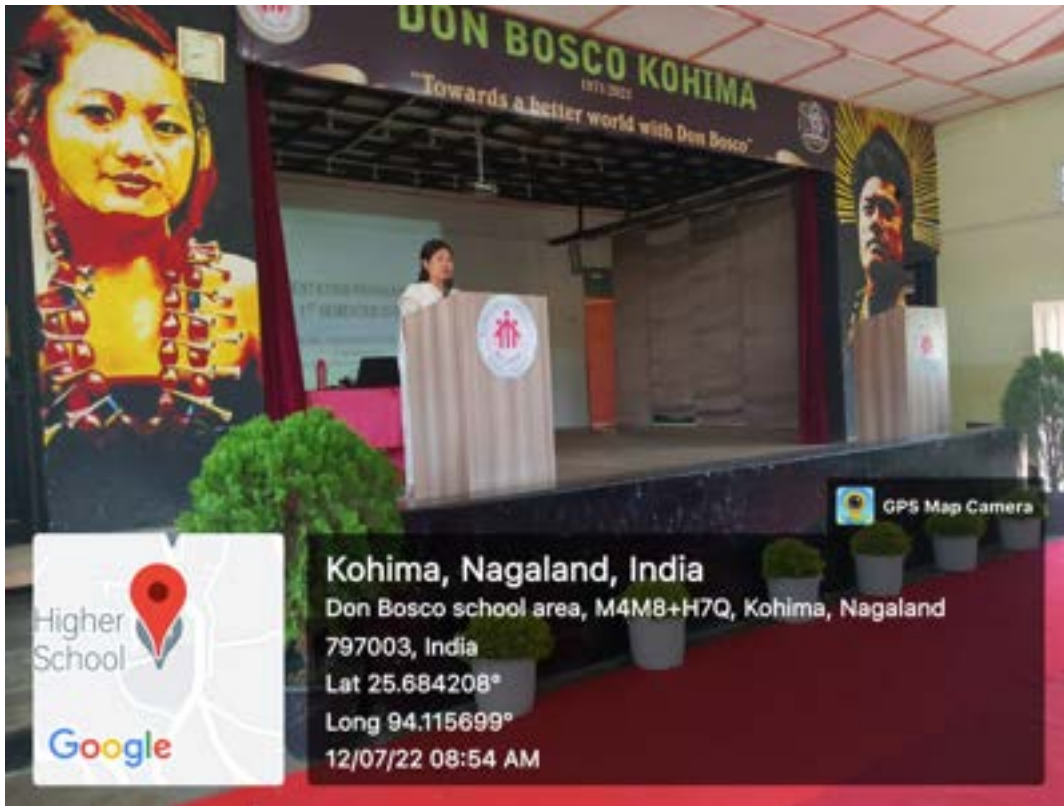 DON BOSCO KOHIMA
"Towards a better world with Don Bosco"
1ST SEMESTER
GPS Map Camera
Higher
School
Google
Kohima, Nagaland, India
Don Bosco school area, M4M8+H7Q, Kohima, Nagaland
797003, India
Lat 25.684208°
Long 94.115699°
12/07/22 08:54 AM